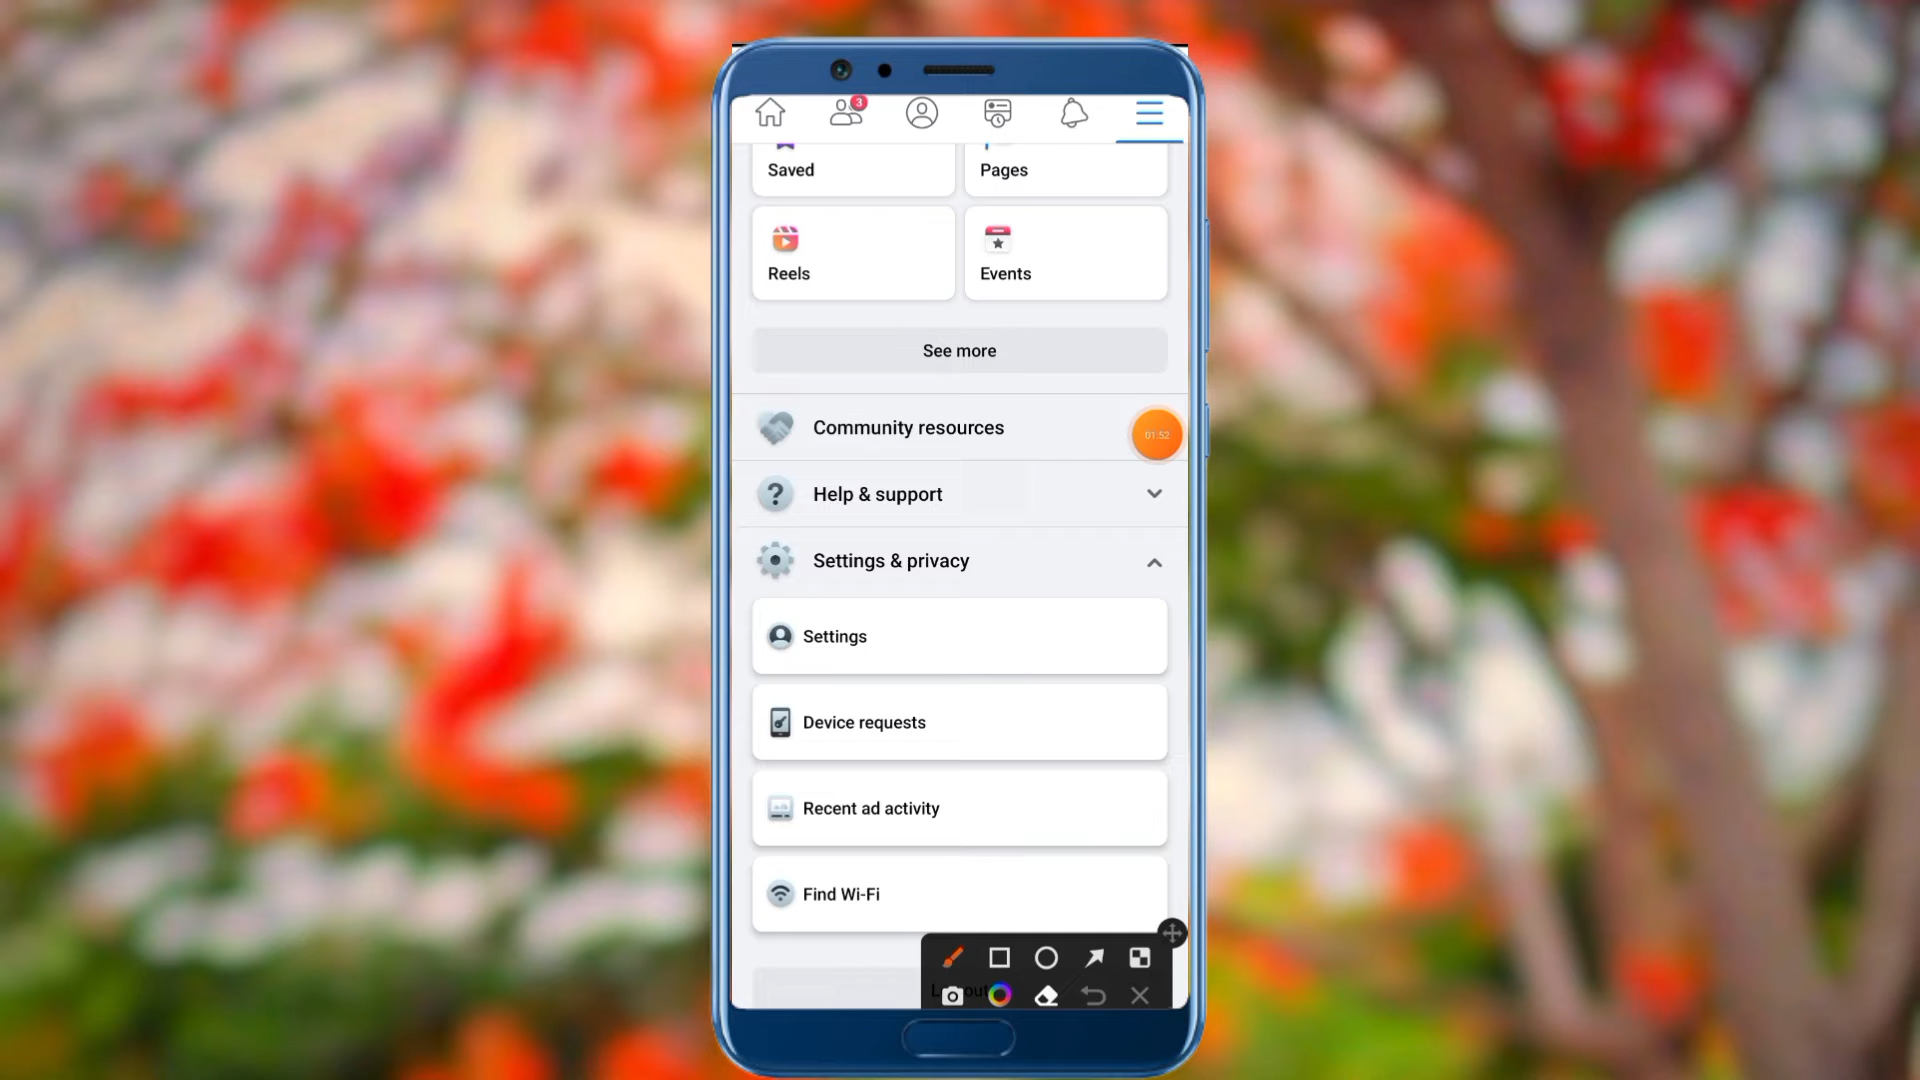 3
Saved
Pages
Reels
Events
See more
Community resources
01:52
Help & support
Settings & privacy
Settings
Device requests
Recent ad activity
Find Wi-Fi